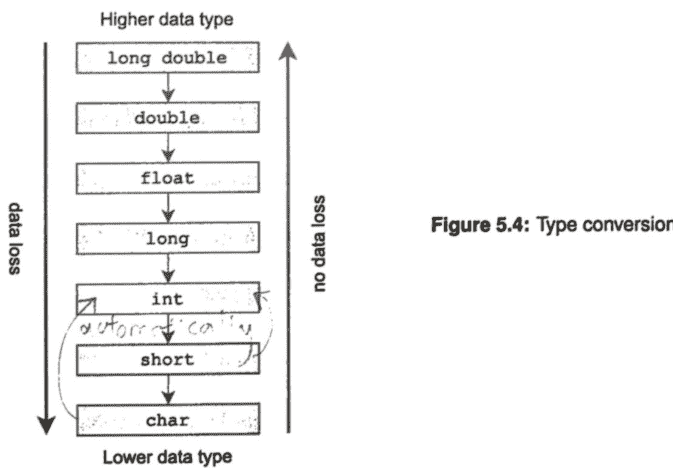 Higher data type
long double
double
float
long
int
automatically
short
char
Lower data type
data loss
no data loss
Figure 5.4: Type conversion